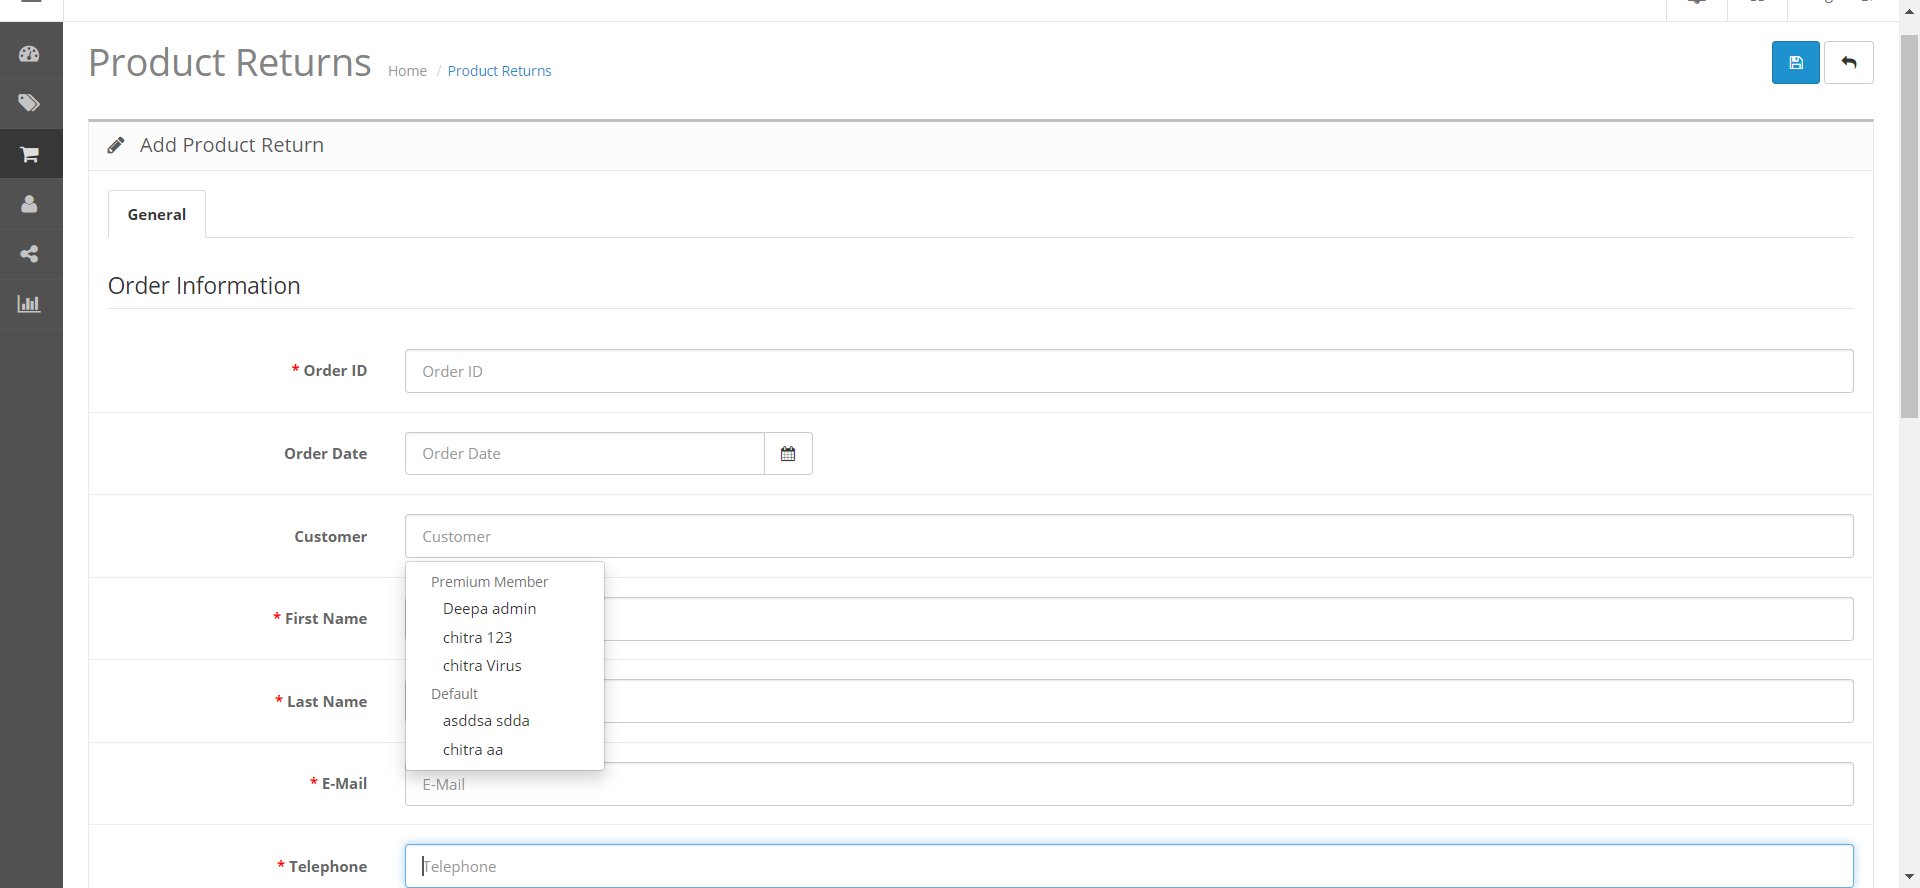 Product Returns Home / Product Returns
Add Product Return
General
Order Information
* Order ID Order ID
Order Date Order Date
Customer Customer
Premium Member
Deepa admin
* First Name
chitra 123
chitra Virus
Default
* Last Name
asddsa sdda
chitra aa
* E-Mail E-Mail
* Telephone Telephone